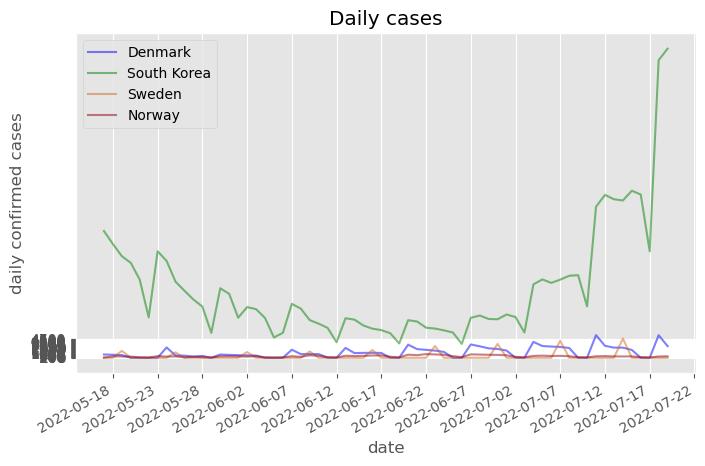 Daily cases
Denmark
South Korea
Sweden
Norway
daily confirmed cases
2022-05-18
2022-05-23
2022-05-28
2022-06-02
2022-06-07
2022-06-12
2022-06-17
2022-06-22
2022-06-27
2022-07-02
2022-07-07
2022-07-12
2022-07-17
2022-07-22
date